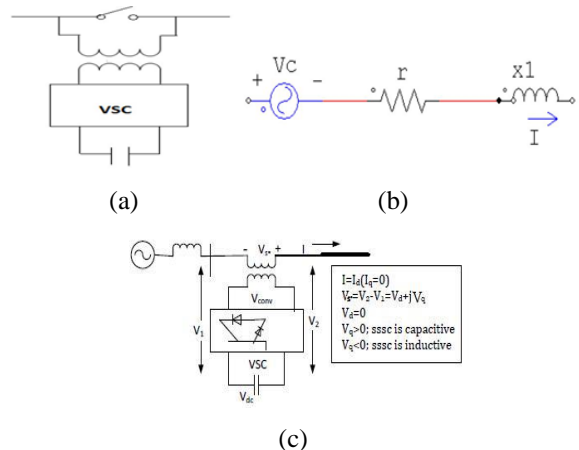 VSC
(a)
+ Vc - r x1
I
(b)
- Vs + I
Vconv
V1
V2
VSC
Vdc
I=Id(Iq=0)
Vs=V2-V1=Vd+jVq
Vd=0
Vq>0; sssc is capacitive
Vq<0; sssc is inductive
(c)